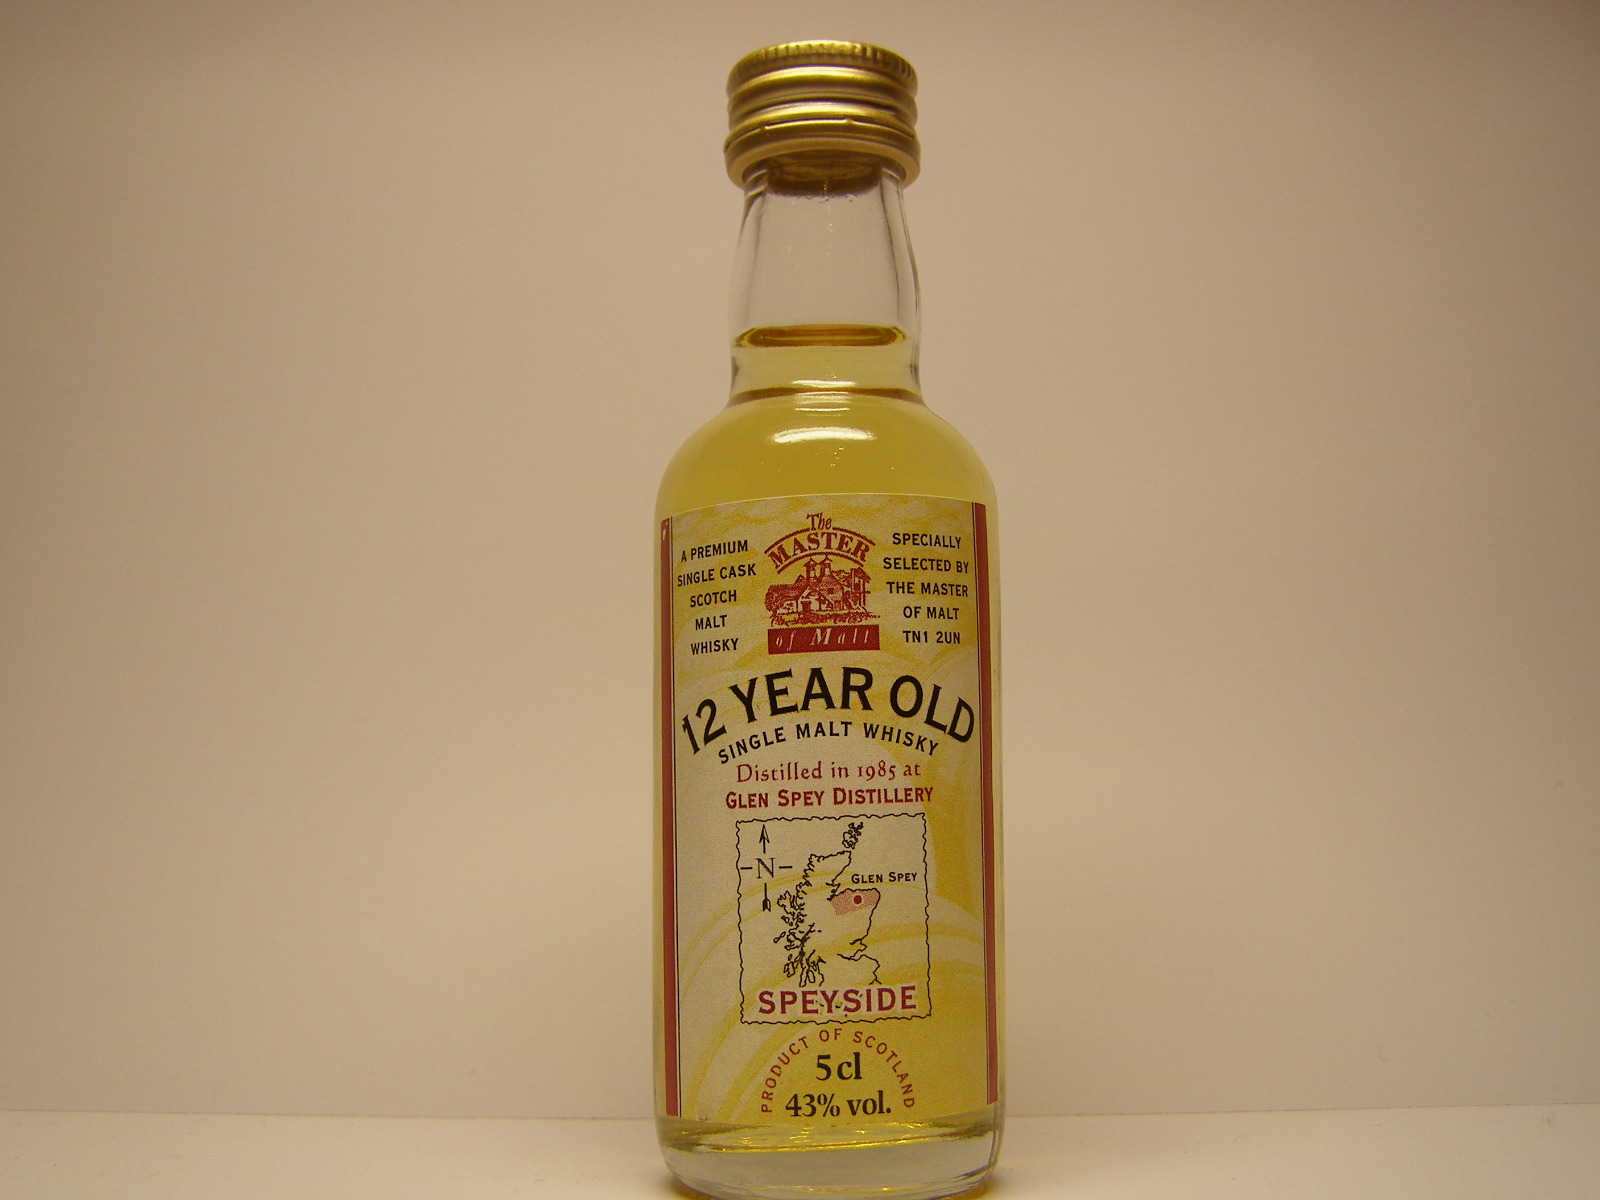 A PREMIUM
SINGLE CASK
SCOTCH
MALT
WHISKY
The
MASTER
of Malt
SPECIALLY
SELECTED BY
THE MASTER
OF MALT
TN1 2UN
12 YEAR OLD
SINGLE MALT WHISKY
Distilled in 1985 at
GLEN SPEY DISTILLERY
-N-
GLEN SPEY
SPEYSIDE
PRODUCT OF SCOTLAND
5cl
43% vol.